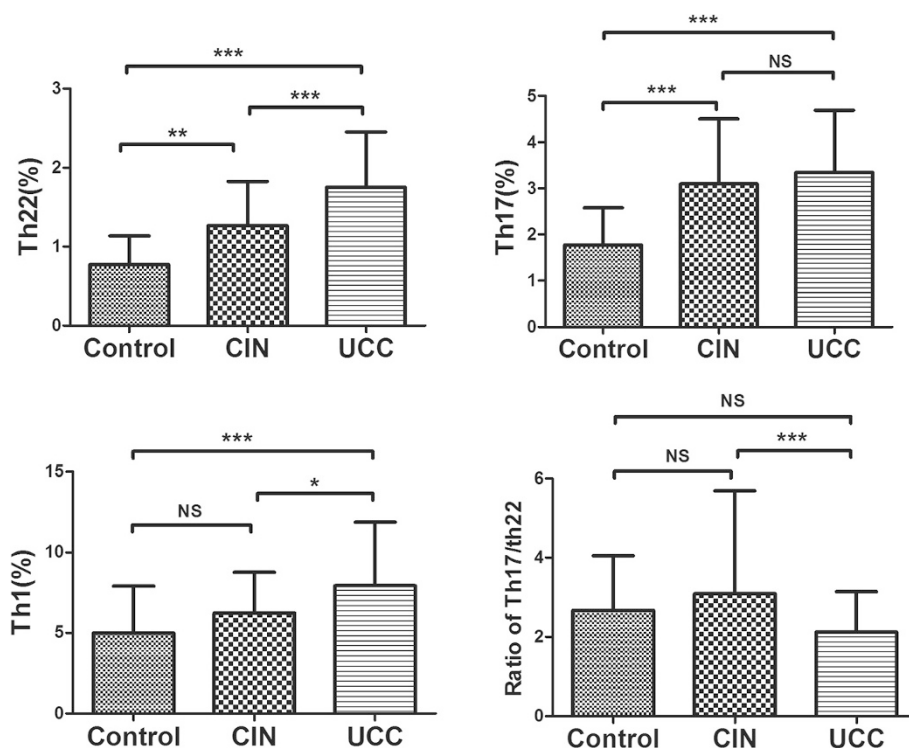 ***
**
***
Th22(%)
3
2
1
0
Control CIN UCC
***
NS
***
Th17(%)
5
4
3
2
1
0
Control CIN UCC
***
*
NS
Th1(%)
15
10
5
0
Control CIN UCC
NS
***
NS
Ratio of Th17/th22
6
4
2
0
Control CIN UCC